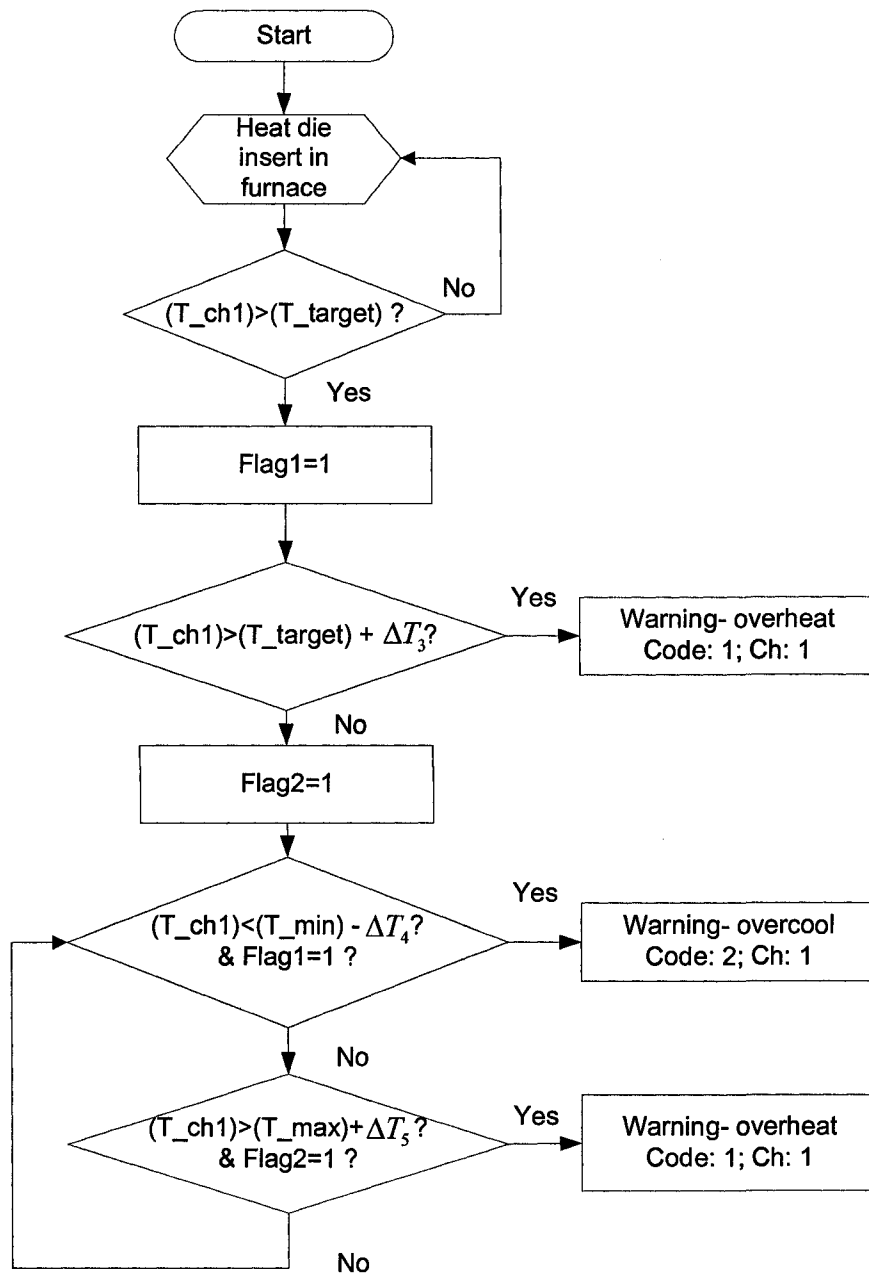 Start
Heat die
insert in
furnace
No
(T_ch1)>(T_target) ?
Yes
Flag1=1
Yes
(T_ch1)>(T_target) + ΔT₃?
Warning- overheat
Code: 1; Ch: 1
No
Flag2=1
Yes
(T_ch1)<(T_min) - ΔT₄?
& Flag1=1 ?
Warning- overcool
Code: 2; Ch: 1
No
Yes
(T_ch1)>(T_max)+ΔT₅?
& Flag2=1 ?
Warning- overheat
Code: 1; Ch: 1
No